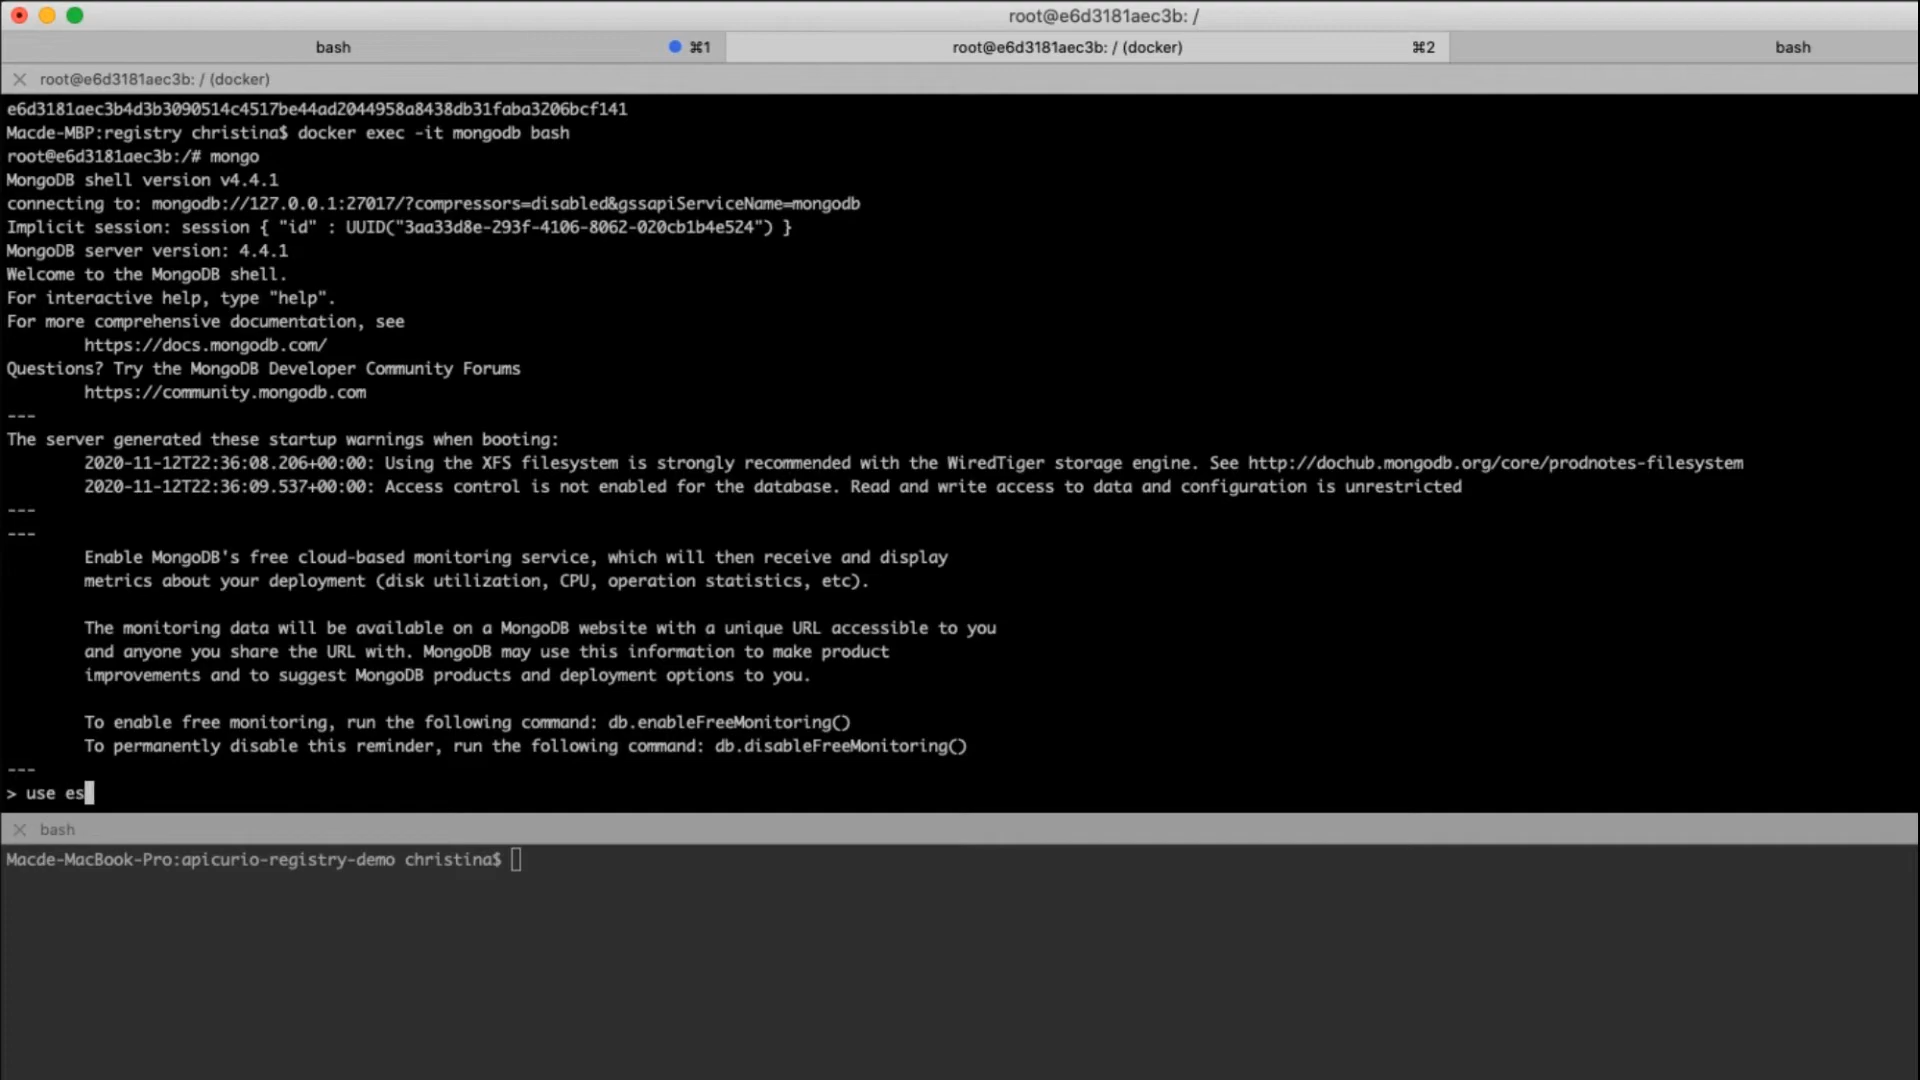 root@e6d3181aec3b: /
bash ⌘1 root@e6d3181aec3b: / (docker) ⌘2 bash
root@e6d3181aec3b: / (docker)
e6d3181aec3b4d3b3090514c4517be44ad2044958a8438db31faba3206bcf141
Macde-MBP:registry christina$ docker exec -it mongodb bash
root@e6d3181aec3b:/# mongo
MongoDB shell version v4.4.1
connecting to: mongodb://127.0.0.1:27017/?compressors=disabled&gssapiServiceName=mongodb
Implicit session: session { "id" : UUID("3aa33d8e-293f-4106-8062-020cb1b4e524") }
MongoDB server version: 4.4.1
Welcome to the MongoDB shell.
For interactive help, type "help".
For more comprehensive documentation, see
https://docs.mongodb.com/
Questions? Try the MongoDB Developer Community Forums
https://community.mongodb.com
---
The server generated these startup warnings when booting:
2020-11-12T22:36:08.206+00:00: Using the XFS filesystem is strongly recommended with the WiredTiger storage engine. See http://dochub.mongodb.org/core/prodnotes-filesystem
2020-11-12T22:36:09.537+00:00: Access control is not enabled for the database. Read and write access to data and configuration is unrestricted
---
---
Enable MongoDB's free cloud-based monitoring service, which will then receive and display
metrics about your deployment (disk utilization, CPU, operation statistics, etc).
The monitoring data will be available on a MongoDB website with a unique URL accessible to you
and anyone you share the URL with. MongoDB may use this information to make product
improvements and to suggest MongoDB products and deployment options to you.
To enable free monitoring, run the following command: db.enableFreeMonitoring()
To permanently disable this reminder, run the following command: db.disableFreeMonitoring()
---
> use es
bash
Macde-MacBook-Pro:apicurio-registry-demo christina$